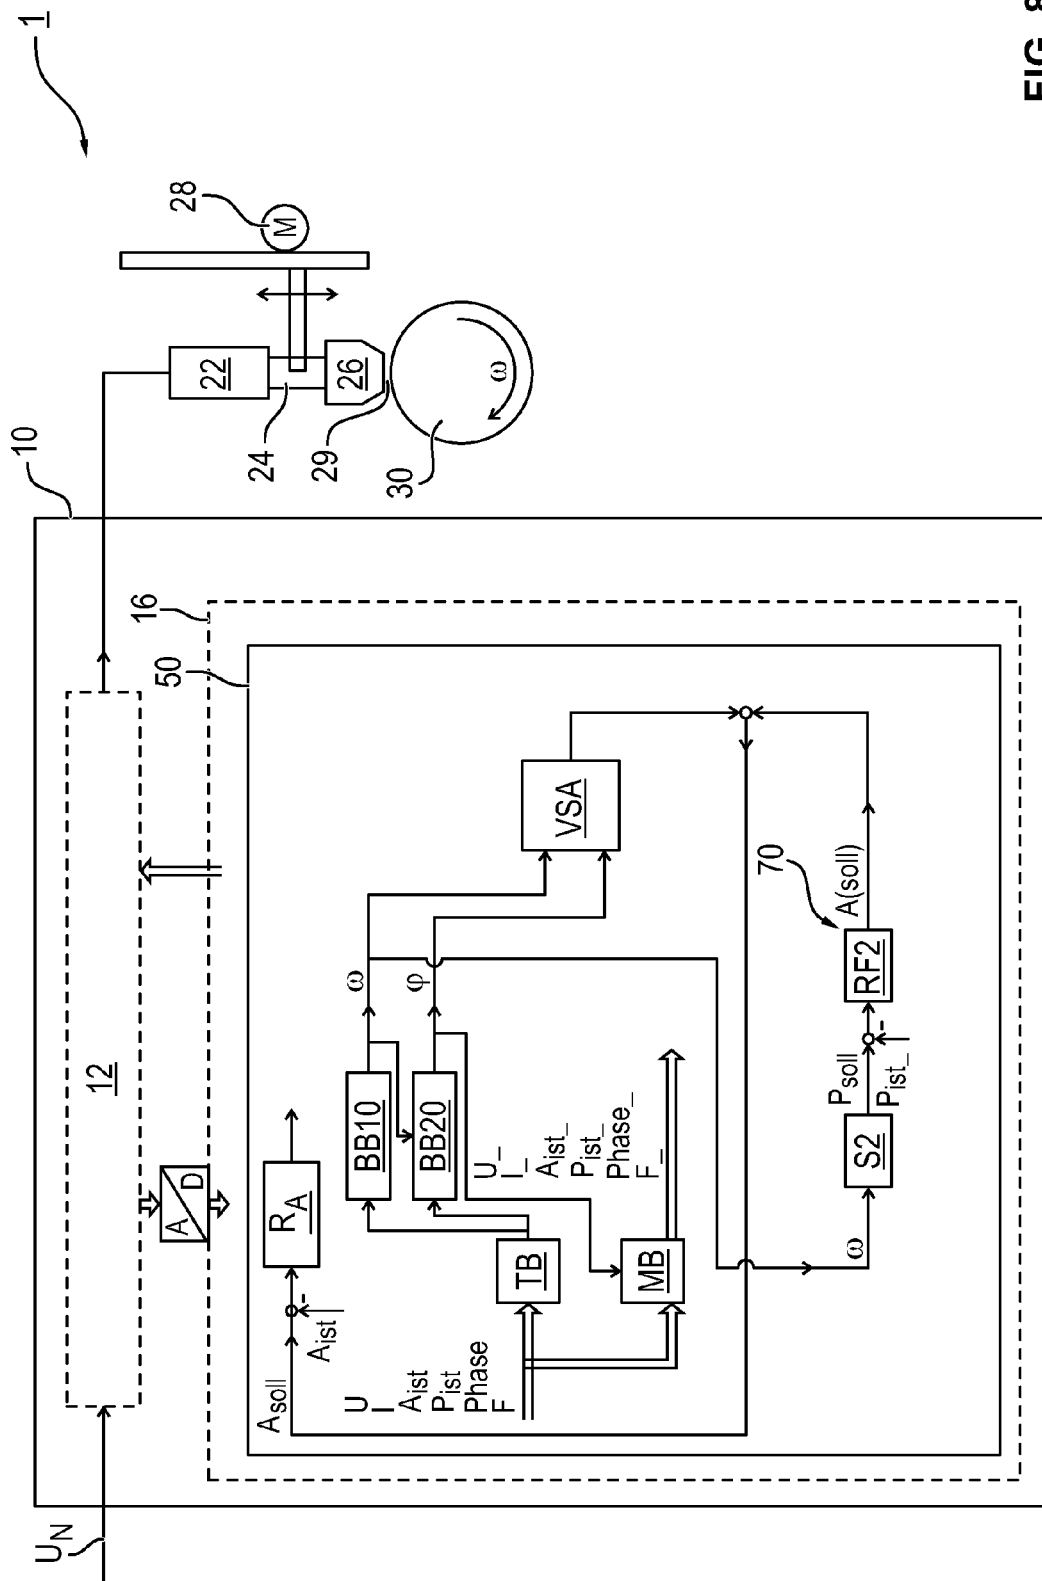 1
10
12
16
50
U_N
A
D
22
24
26
28
M
29
30
ω
A_soll
A_ist
-
R_A
U
I
A_ist
P_ist
Phase
F
TB
BB10
BB20
ω
φ
VSA
MB
U_
I_
A_ist_
P_ist_
Phase_
F_
ω
S2
P_soll
P_ist_
-
RF2
70
A(soll)
FIG. 8